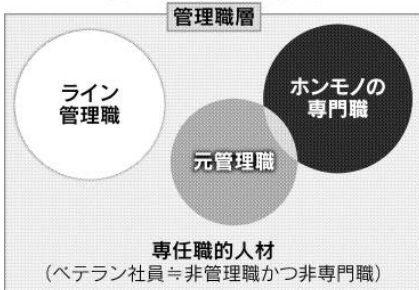 管理職層
ライン
管理職
ホンモノの
専門職
元管理職
専任職的人材
（ベテラン社員≒非管理職かつ非専門職）